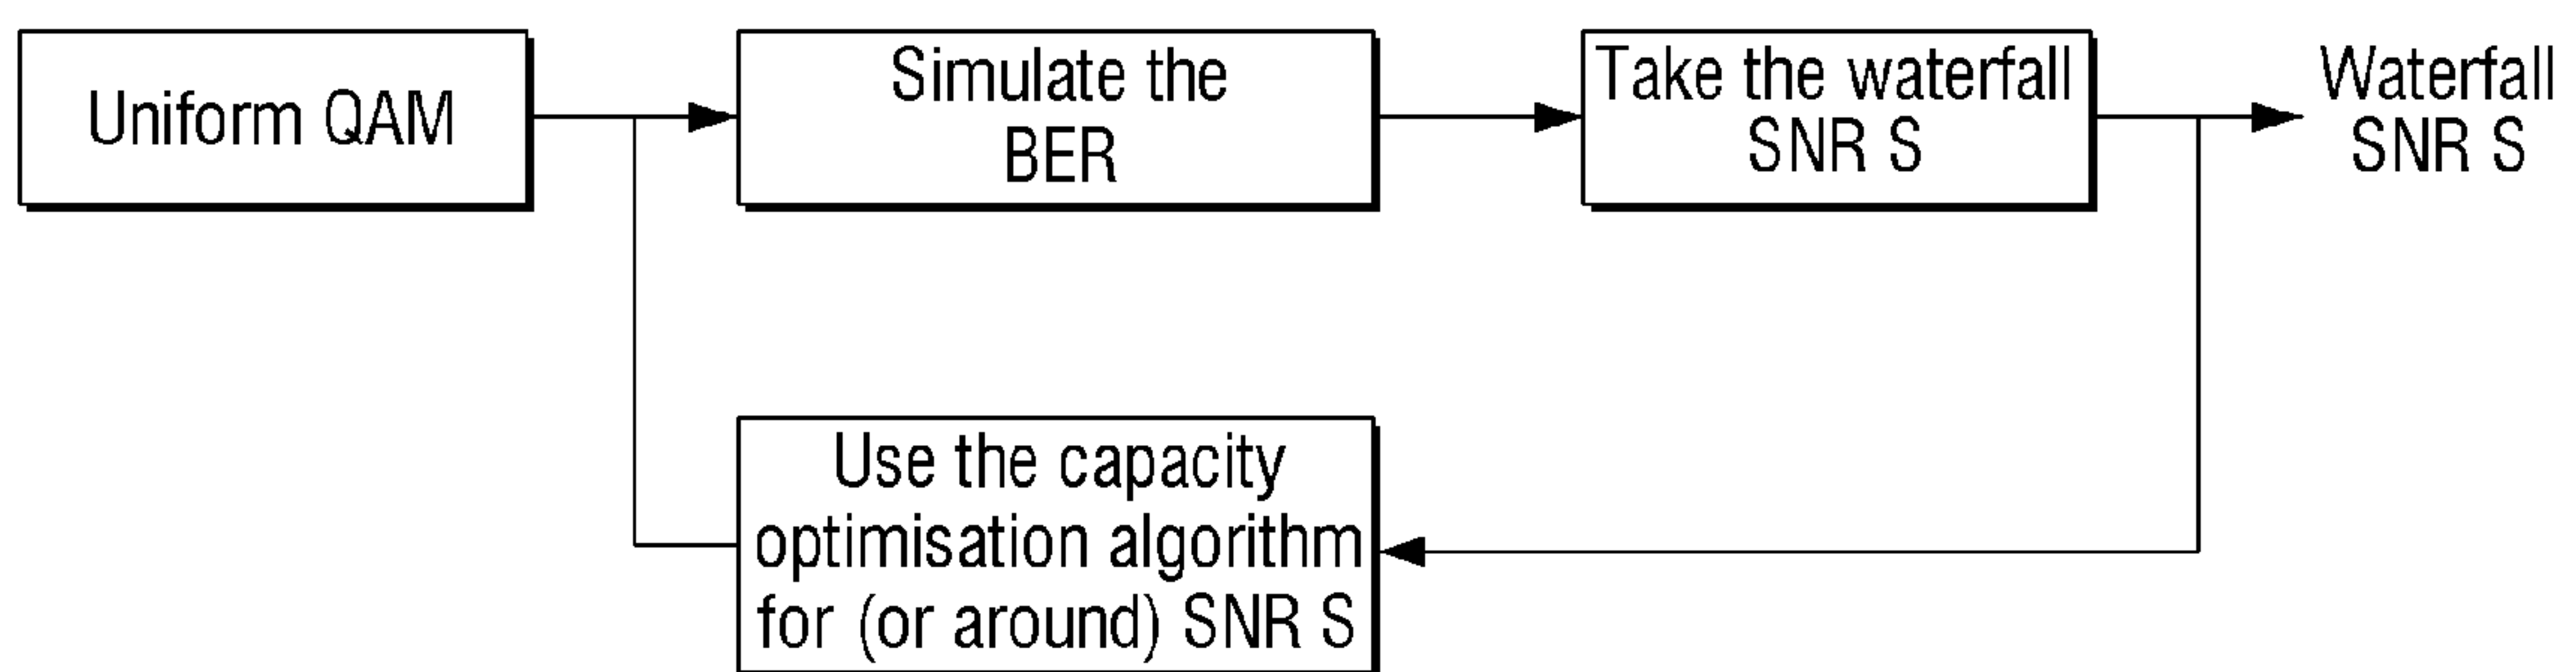 Uniform QAM
Simulate the
BER
Take the waterfall
SNR S
Waterfall
SNR S
Use the capacity
optimisation algorithm
for (or around) SNR S